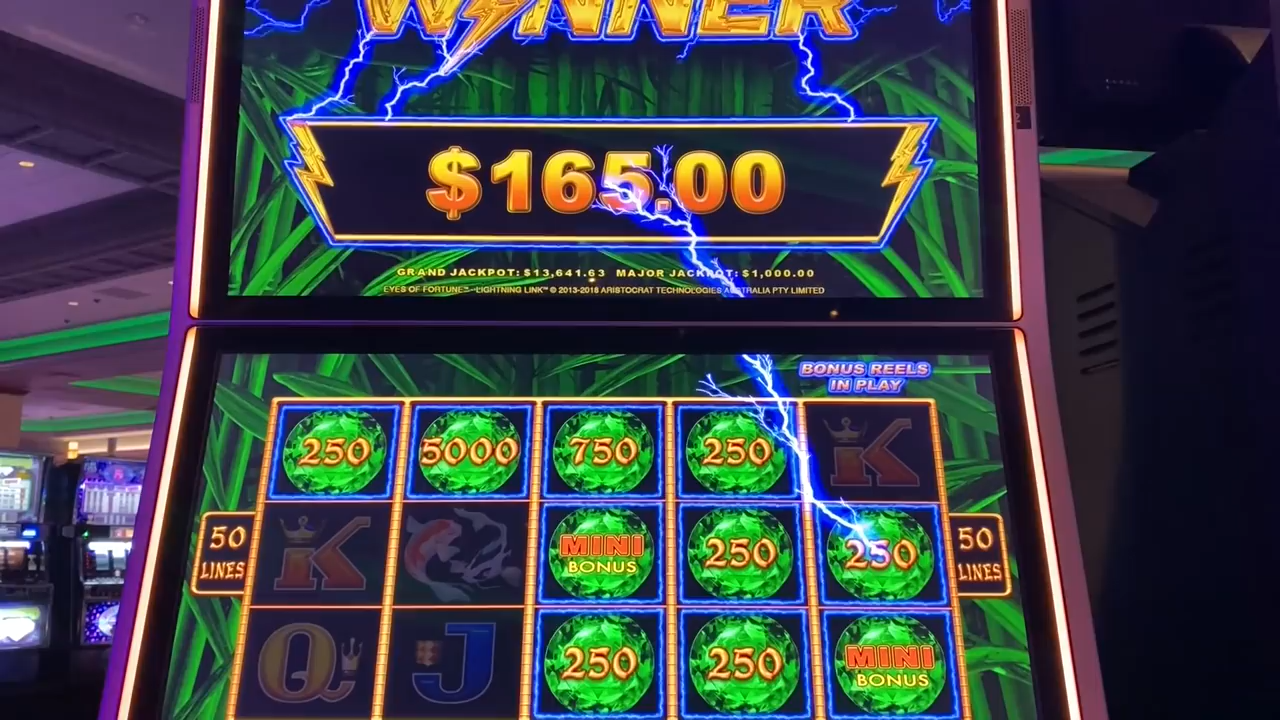 WINNER
$165.00
GRAND JACKPOT: $13,641.63 MAJOR JACKPOT: $1,000.00
EYES OF FORTUNE™ LIGHTNING LINK™ © 2013-2018 ARISTOCRAT TECHNOLOGIES AUSTRALIA PTY LIMITED
BONUS REELS
IN PLAY
250 5000 750 250 K
50 LINES K MINI BONUS 250 250 50 LINES
Q J 250 250 MINI BONUS